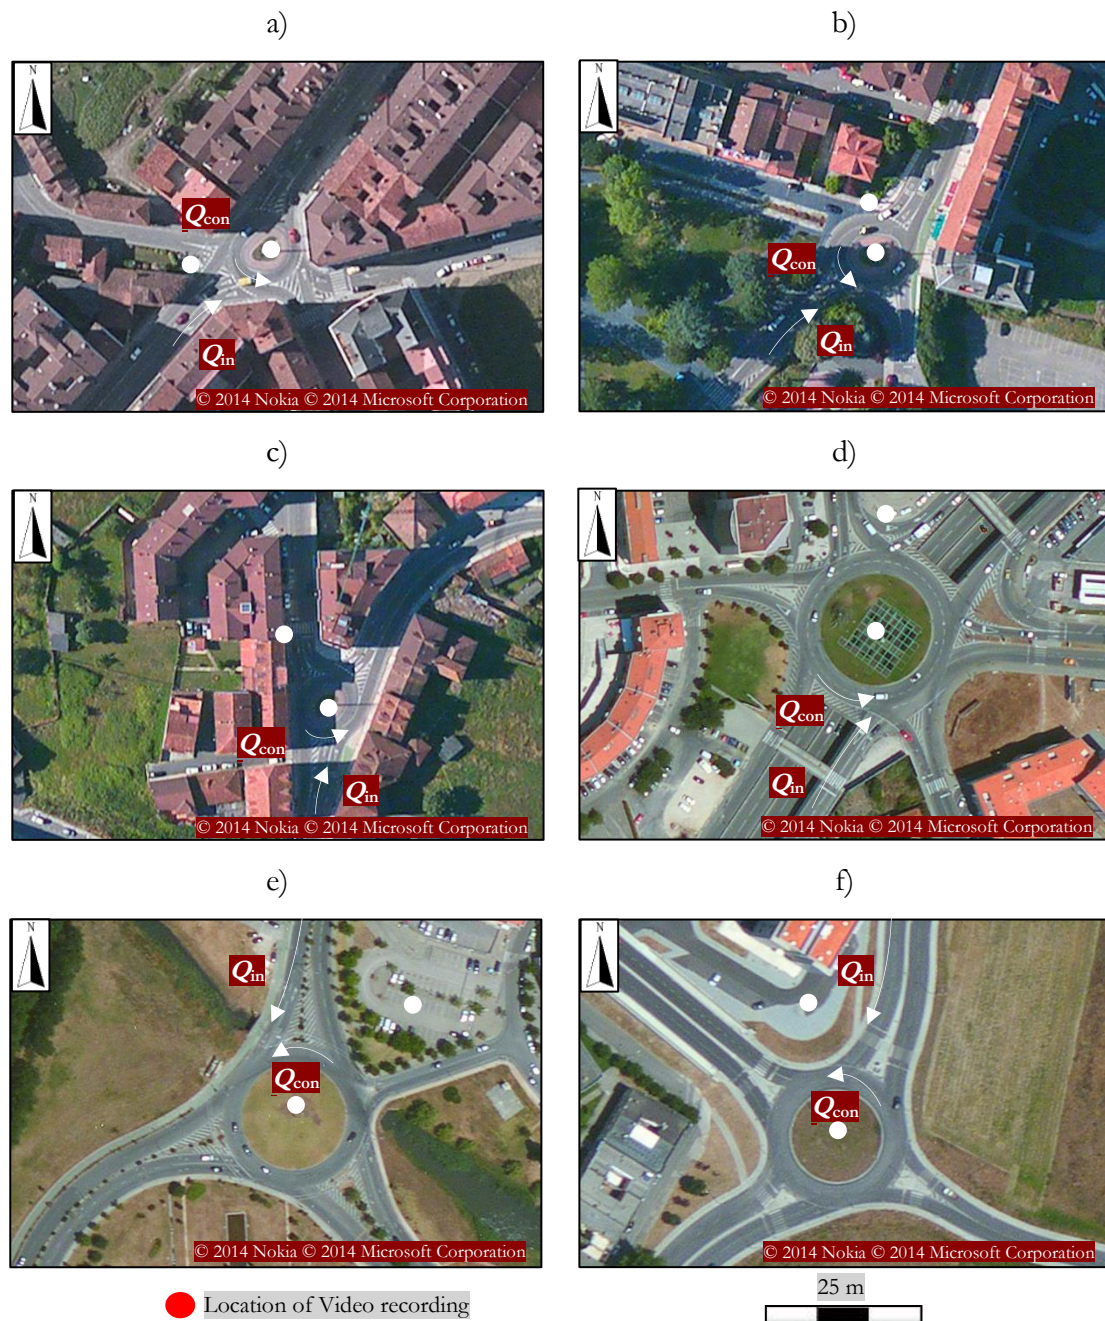 a)
b)
N
Qcon
Qin
© 2014 Nokia © 2014 Microsoft Corporation
N
Qcon
Qin
© 2014 Nokia © 2014 Microsoft Corporation
c)
d)
N
Qcon
Qin
© 2014 Nokia © 2014 Microsoft Corporation
N
Qcon
Qin
© 2014 Nokia © 2014 Microsoft Corporation
e)
f)
N
Qin
Qcon
© 2014 Nokia © 2014 Microsoft Corporation
N
Qin
Qcon
© 2014 Nokia © 2014 Microsoft Corporation
Location of Video recording
25 m